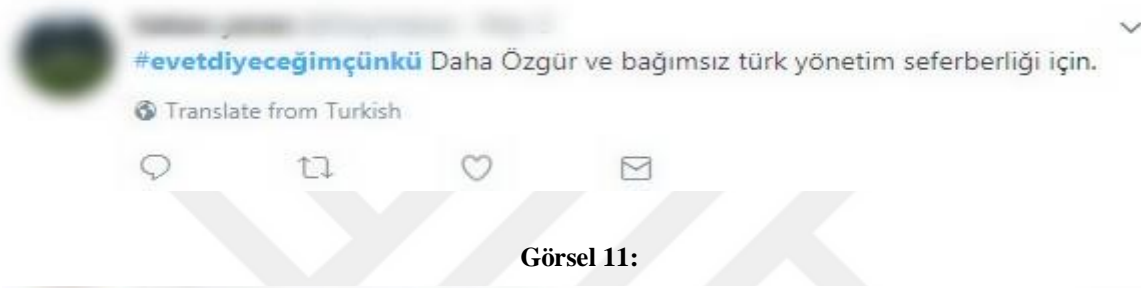 #evetdiyeceğimçünkü Daha Özgür ve bağımsız türk yönetim seferberliği için.
Translate from Turkish
Görsel 11: